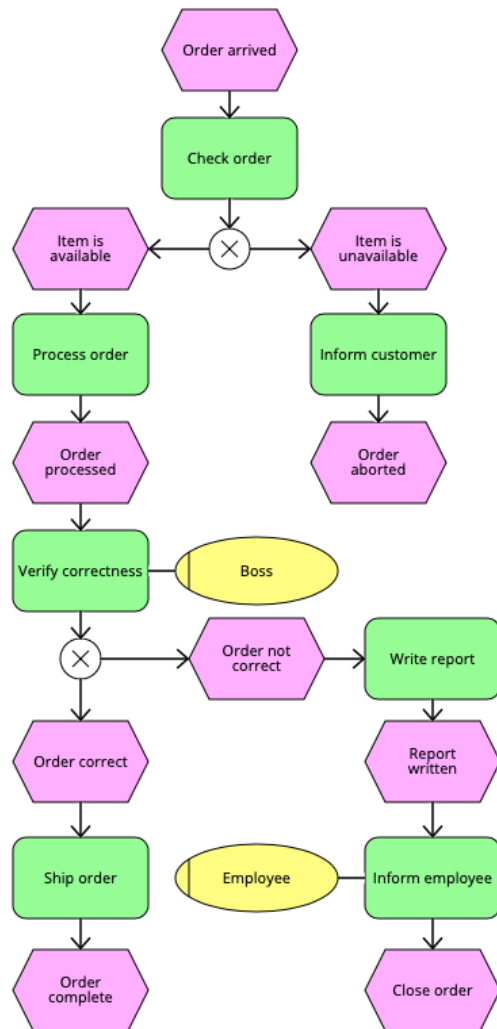 Order arrived
Check order
Item is
available
Item is
unavailable
Process order
Inform customer
Order
processed
Order
aborted
Verify correctness
Boss
Order not
correct
Write report
Order correct
Report
written
Ship order
Employee
Inform employee
Order
complete
Close order